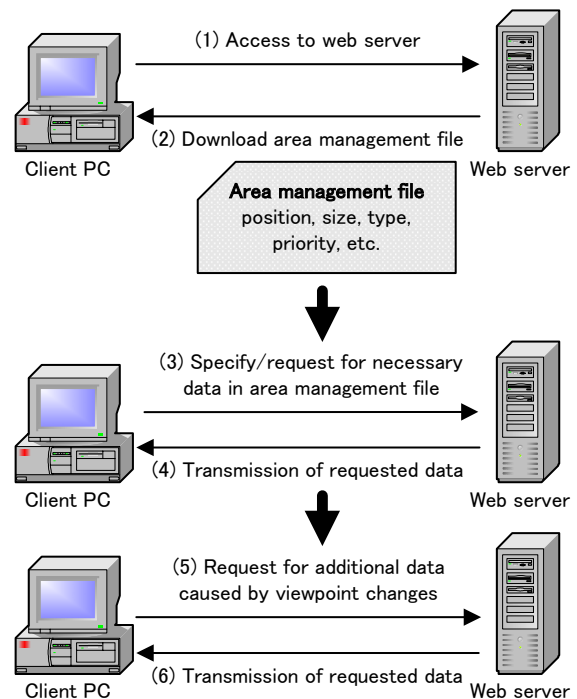 (1) Access to web server
(2) Download area management file
Client PC
Web server
Area management file
position, size, type,
priority, etc.
(3) Specify/request for necessary
data in area management file
(4) Transmission of requested data
Client PC
Web server
(5) Request for additional data
caused by viewpoint changes
(6) Transmission of requested data
Client PC
Web server